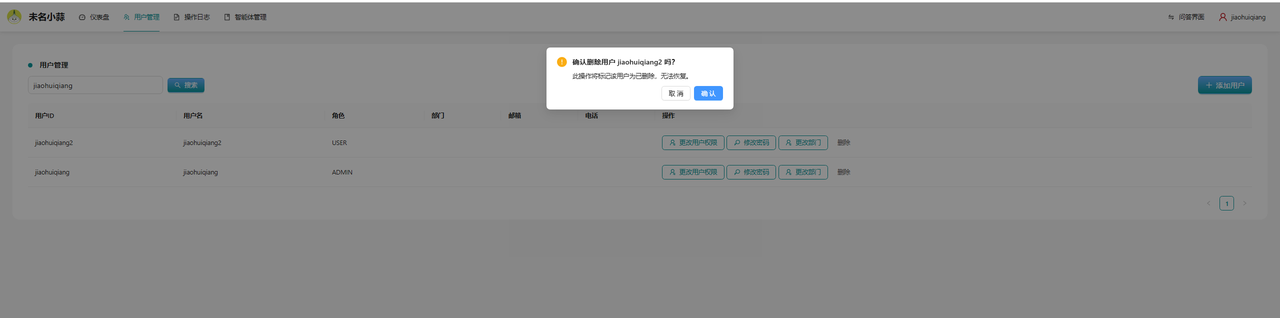 未名小蒜 仪表盘 用户管理 操作日志 智能体管理 问答界面 jiaohuiqiang
确认删除用户 jiaohuiqiang2 吗?
此操作将标记该用户为已删除，无法恢复。
取消 确认
用户管理
jiaohuiqiang 搜索 添加用户
用户ID 用户名 角色 部门 邮箱 电话 操作
jiaohuiqiang2 jiaohuiqiang2 USER 更改用户权限 修改密码 更改部门 删除
jiaohuiqiang jiaohuiqiang ADMIN 更改用户权限 修改密码 更改部门 删除
1